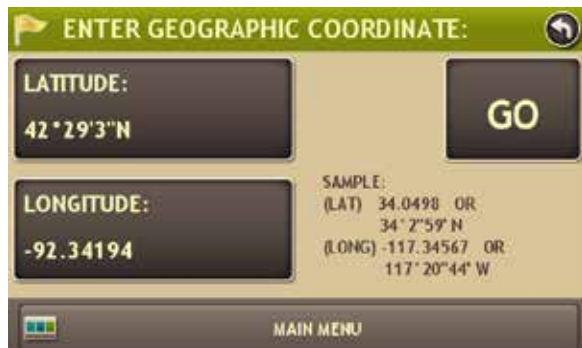 ENTER GEOGRAPHIC COORDINATE:
LATITUDE:
42°29'3"N
GO
LONGITUDE:
-92.34194
SAMPLE:
(LAT) 34.0498 OR
34°2'59" N
(LONG) -117.34567 OR
117°20'44" W
MAIN MENU